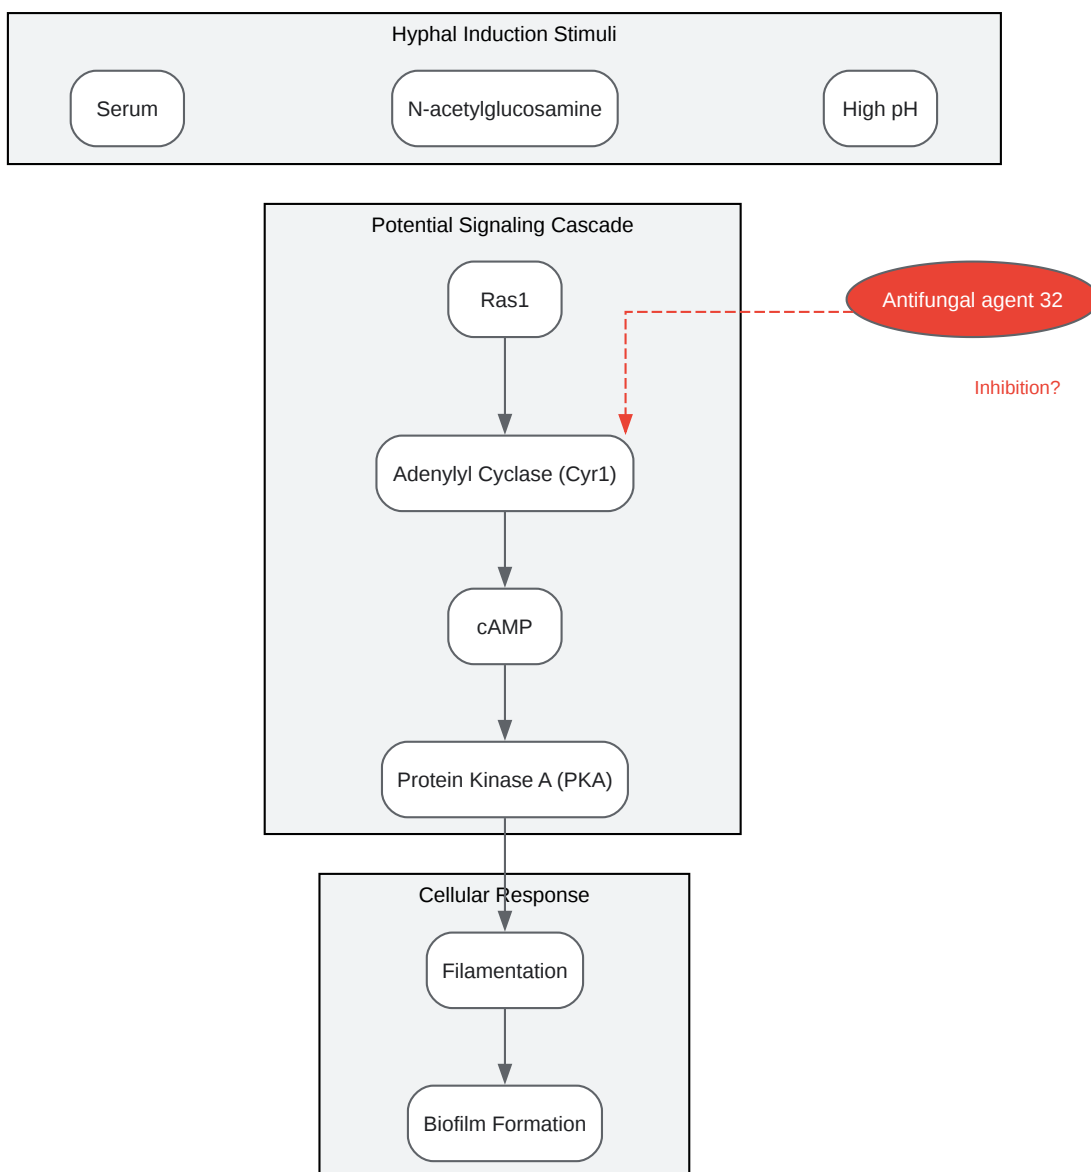 Hyphal Induction Stimuli
Serum
N-acetylglucosamine
High pH
Potential Signaling Cascade
Ras1
Antifungal agent 32
Inhibition?
Adenylyl Cyclase (Cyr1)
cAMP
Protein Kinase A (PKA)
Cellular Response
Filamentation
Biofilm Formation